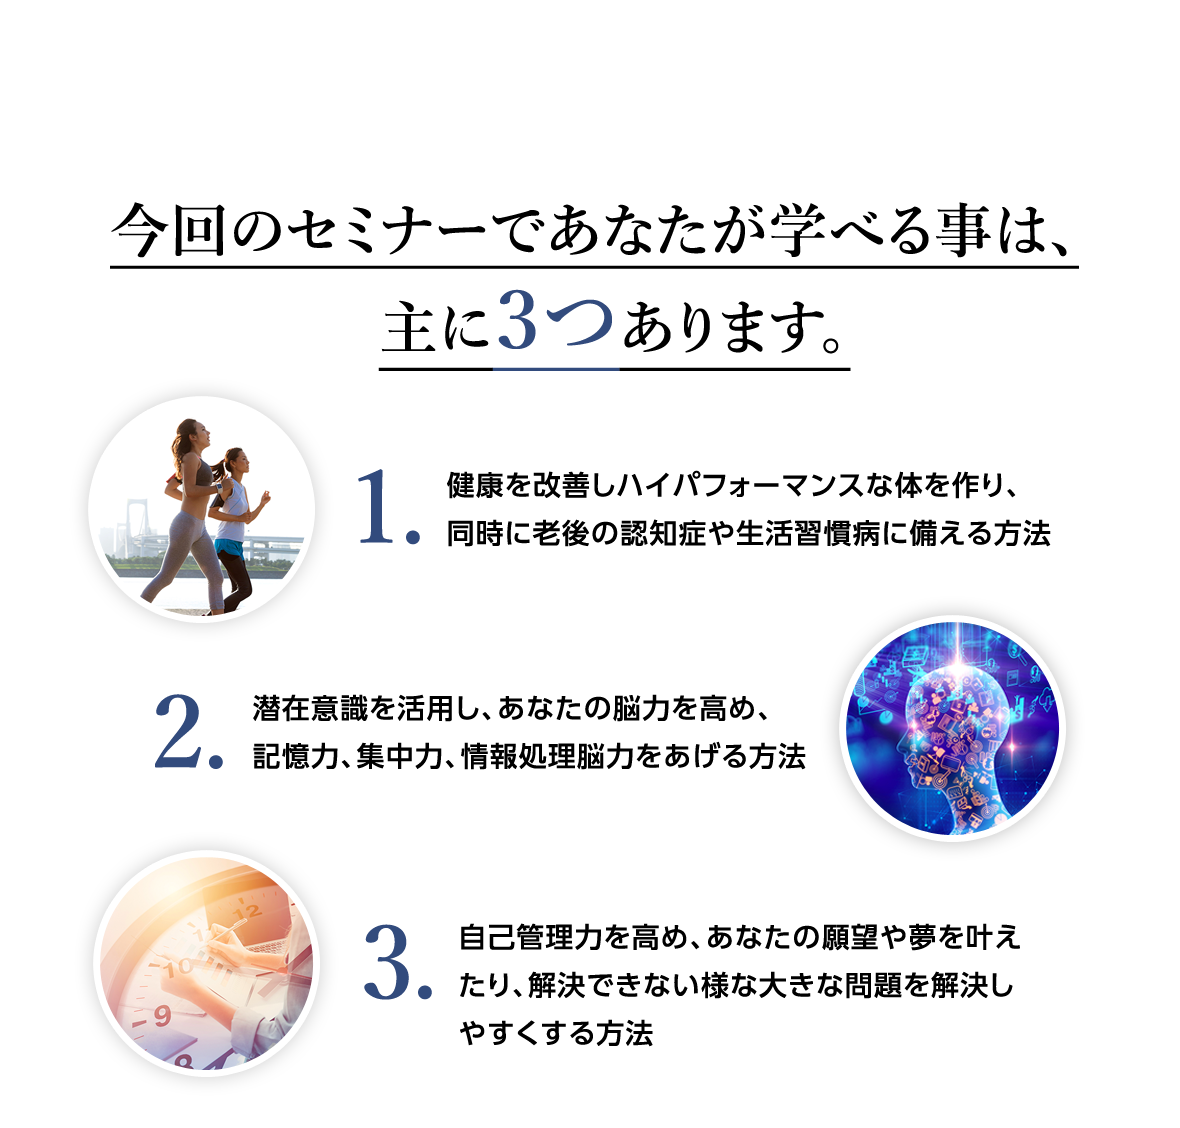 今回のセミナーであなたが学べる事は、
主に3つあります。
1. 健康を改善しハイパフォーマンスな体を作り、
同時に老後の認知症や生活習慣病に備える方法
2. 潜在意識を活用し、あなたの脳力を高め、
記憶力、集中力、情報処理脳力をあげる方法
12
10
9
8
3. 自己管理力を高め、あなたの願望や夢を叶え
たり、解決できない様な大きな問題を解決し
やすくする方法